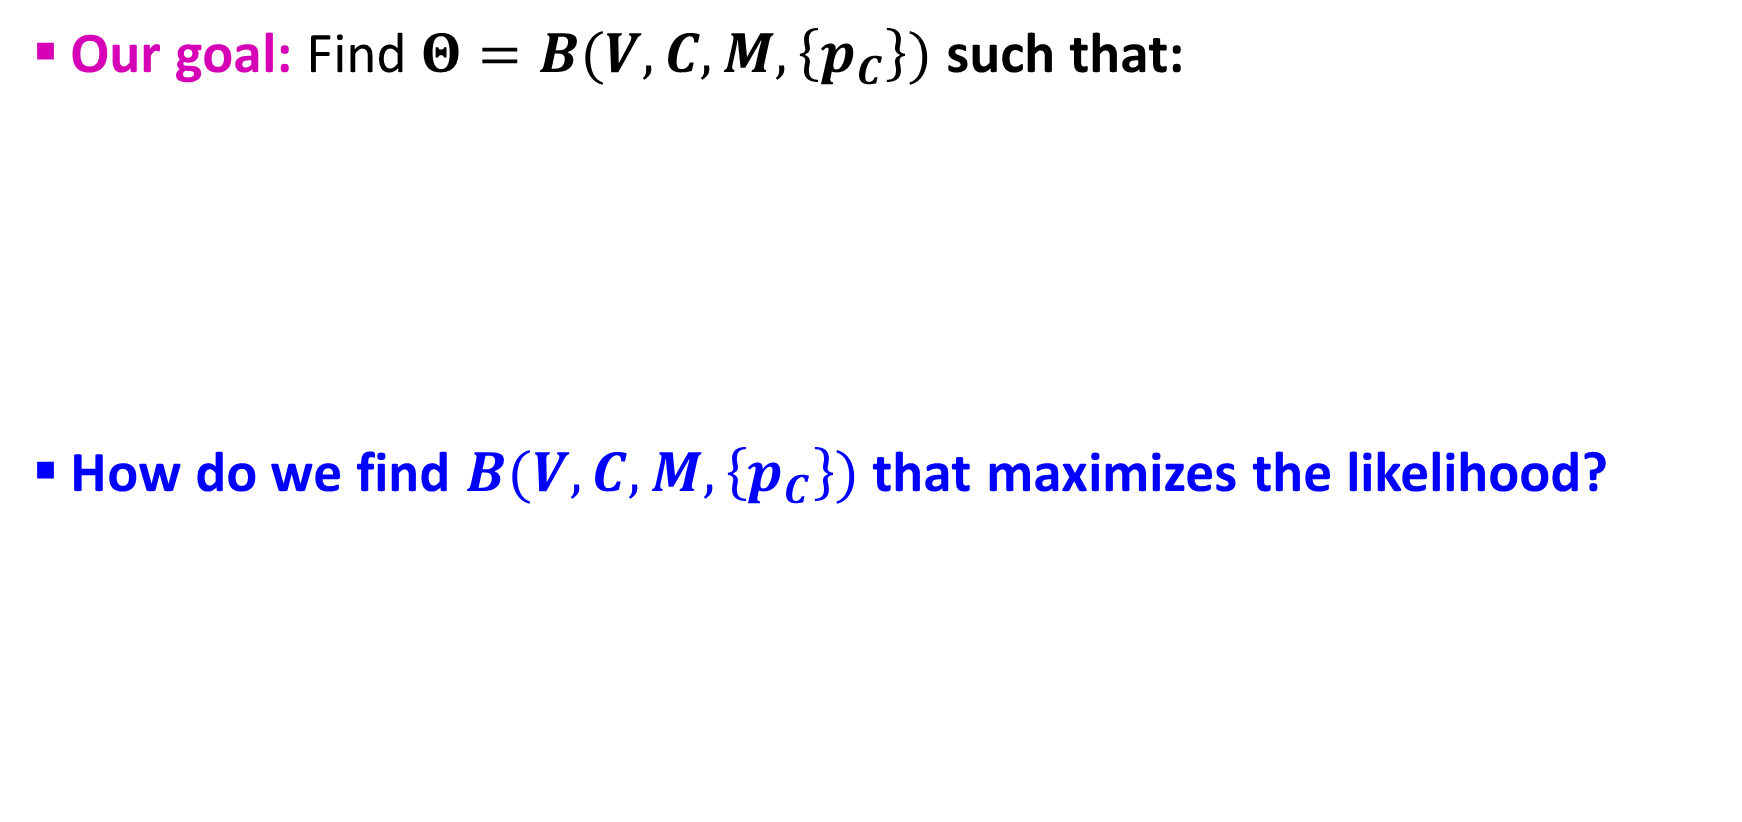 ▪ Our goal: Find Θ = B(V, C, M, {p_C}) such that:
▪ How do we find B(V, C, M, {p_C}) that maximizes the likelihood?